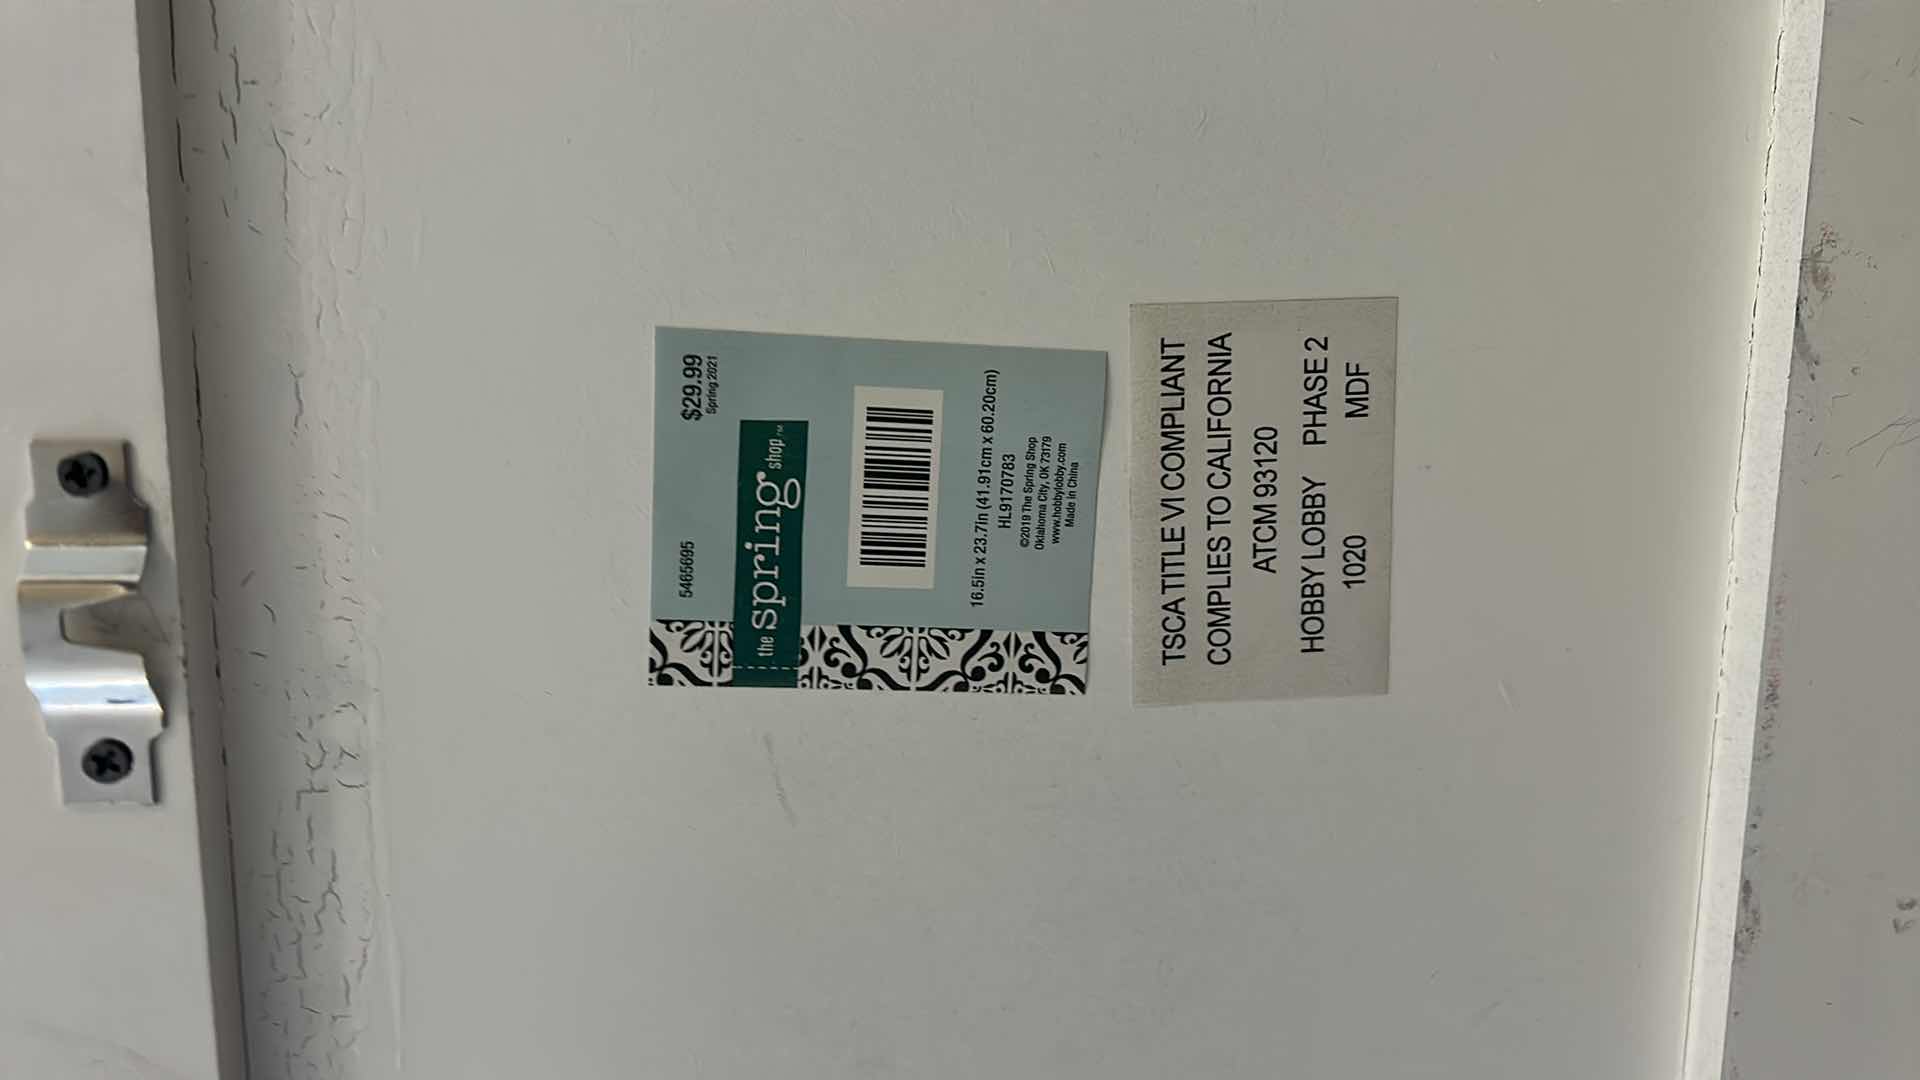 5465695 $29.99
Spring 2021
the spring shop™
16.5in x 23.7in (41.91cm x 60.20cm)
HL9170783
©2019 The Spring Shop
Oklahoma City, OK 73179
www.hobbylobby.com
Made in China
TSCA TITLE VI COMPLIANT
COMPLIES TO CALIFORNIA
ATCM 93120
HOBBY LOBBY PHASE 2
1020 MDF